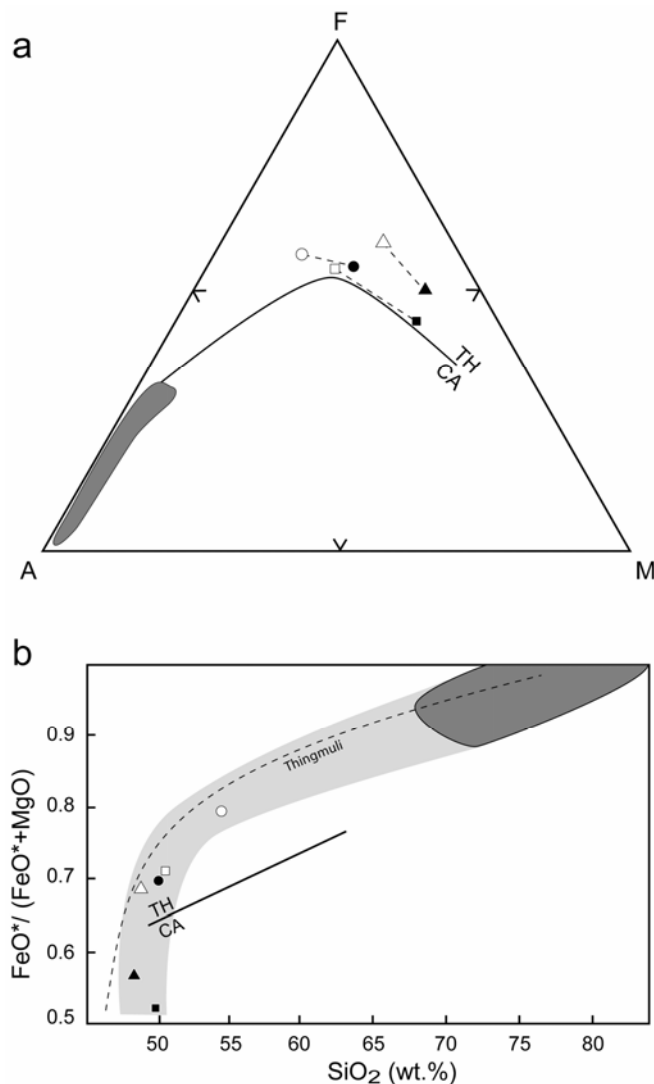 a
F
TH
CA
A
M
b
0.9
0.8
0.7
0.6
0.5
FeO*/ (FeO*+MgO)
Thingmuli
TH
CA
50
55
60
65
70
75
80
SiO₂ (wt.%)